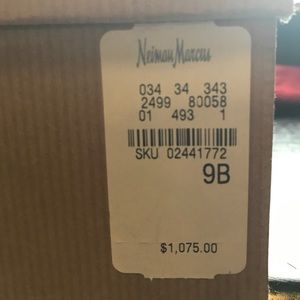 Neiman Marcus
034 34 343
2499 80058
01 493 1
SKU 02441772
9B
$1,075.00